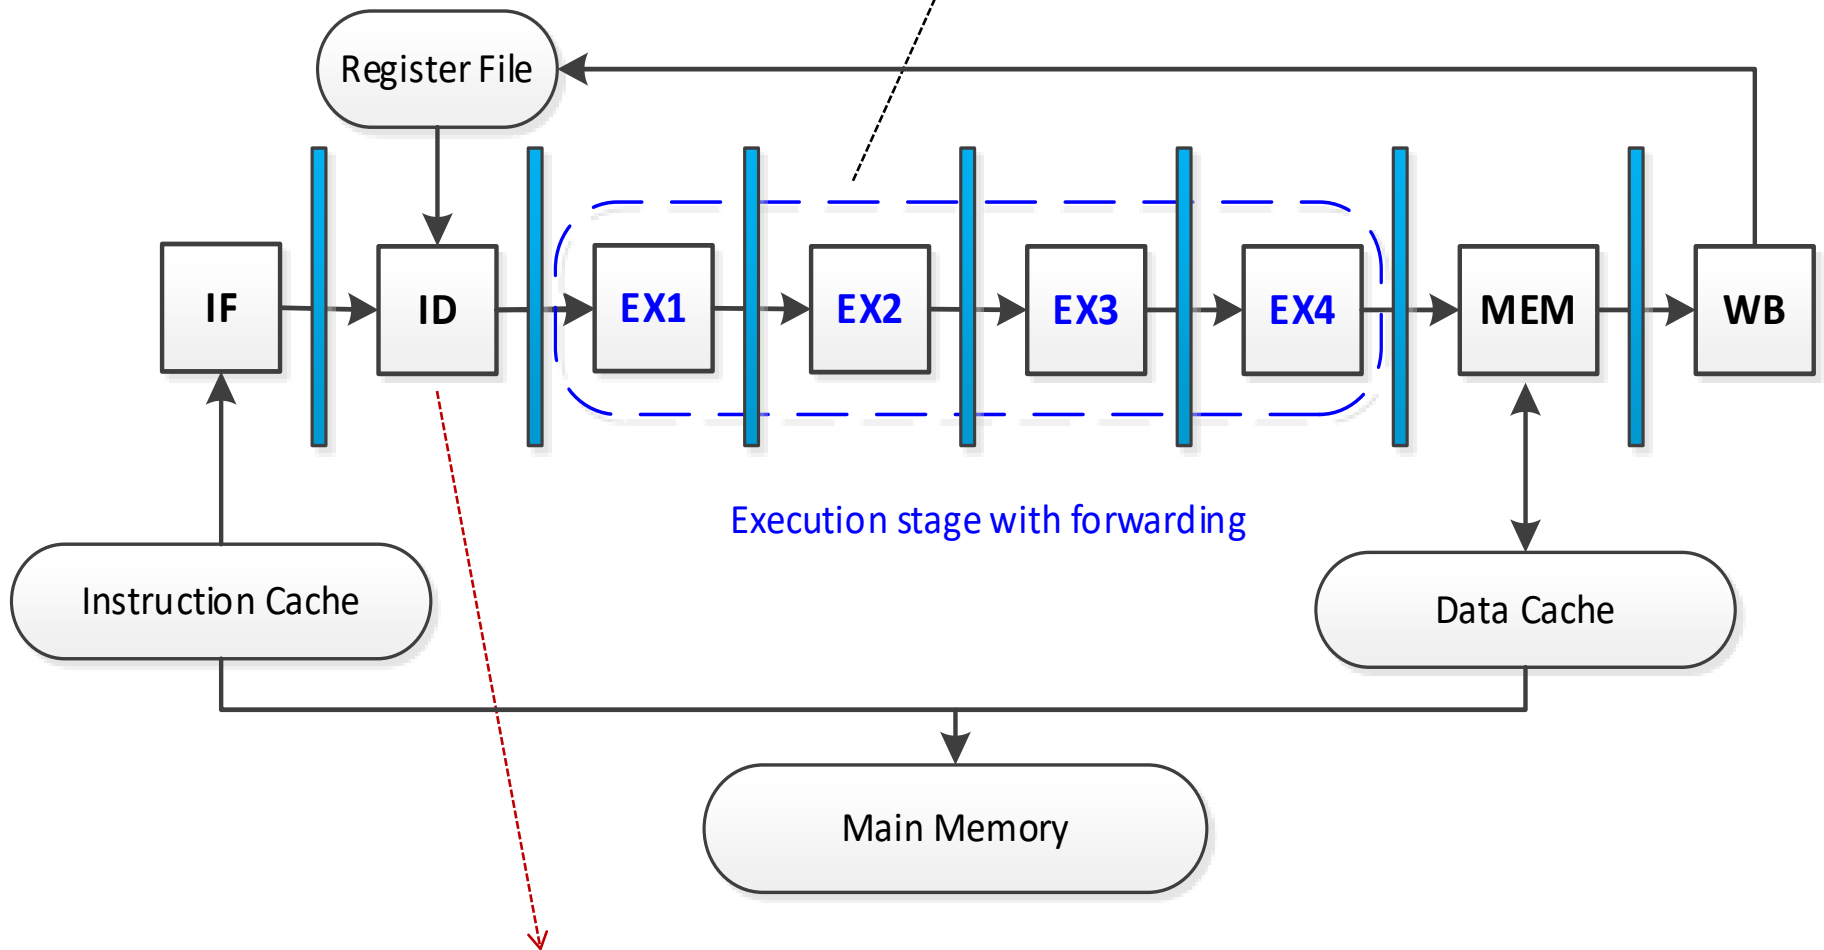 Register File
IF
ID
EX1
EX2
EX3
EX4
MEM
WB
Execution stage with forwarding
Instruction Cache
Data Cache
Main Memory